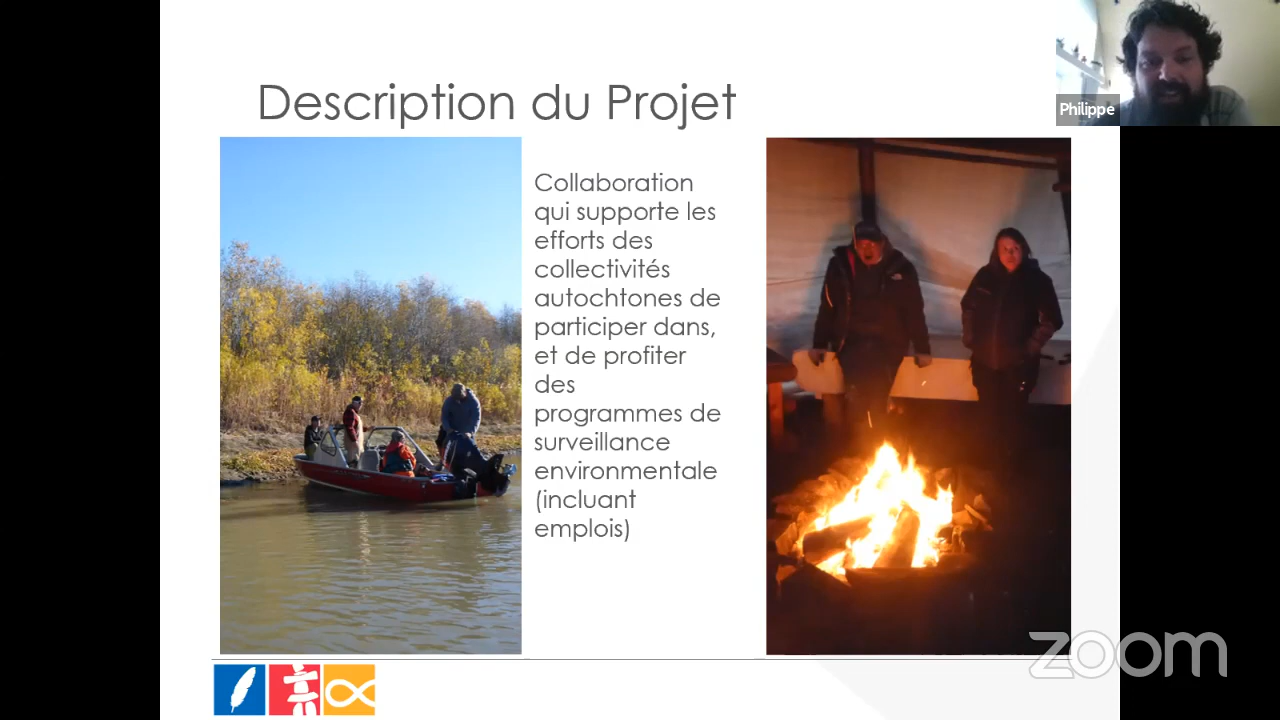 Description du Projet
Philippe
Collaboration
qui supporte les
efforts des
collectivités
autochtones de
participer dans,
et de profiter
des
programmes de
surveillance
environmentale
(incluant
emplois)
zoom